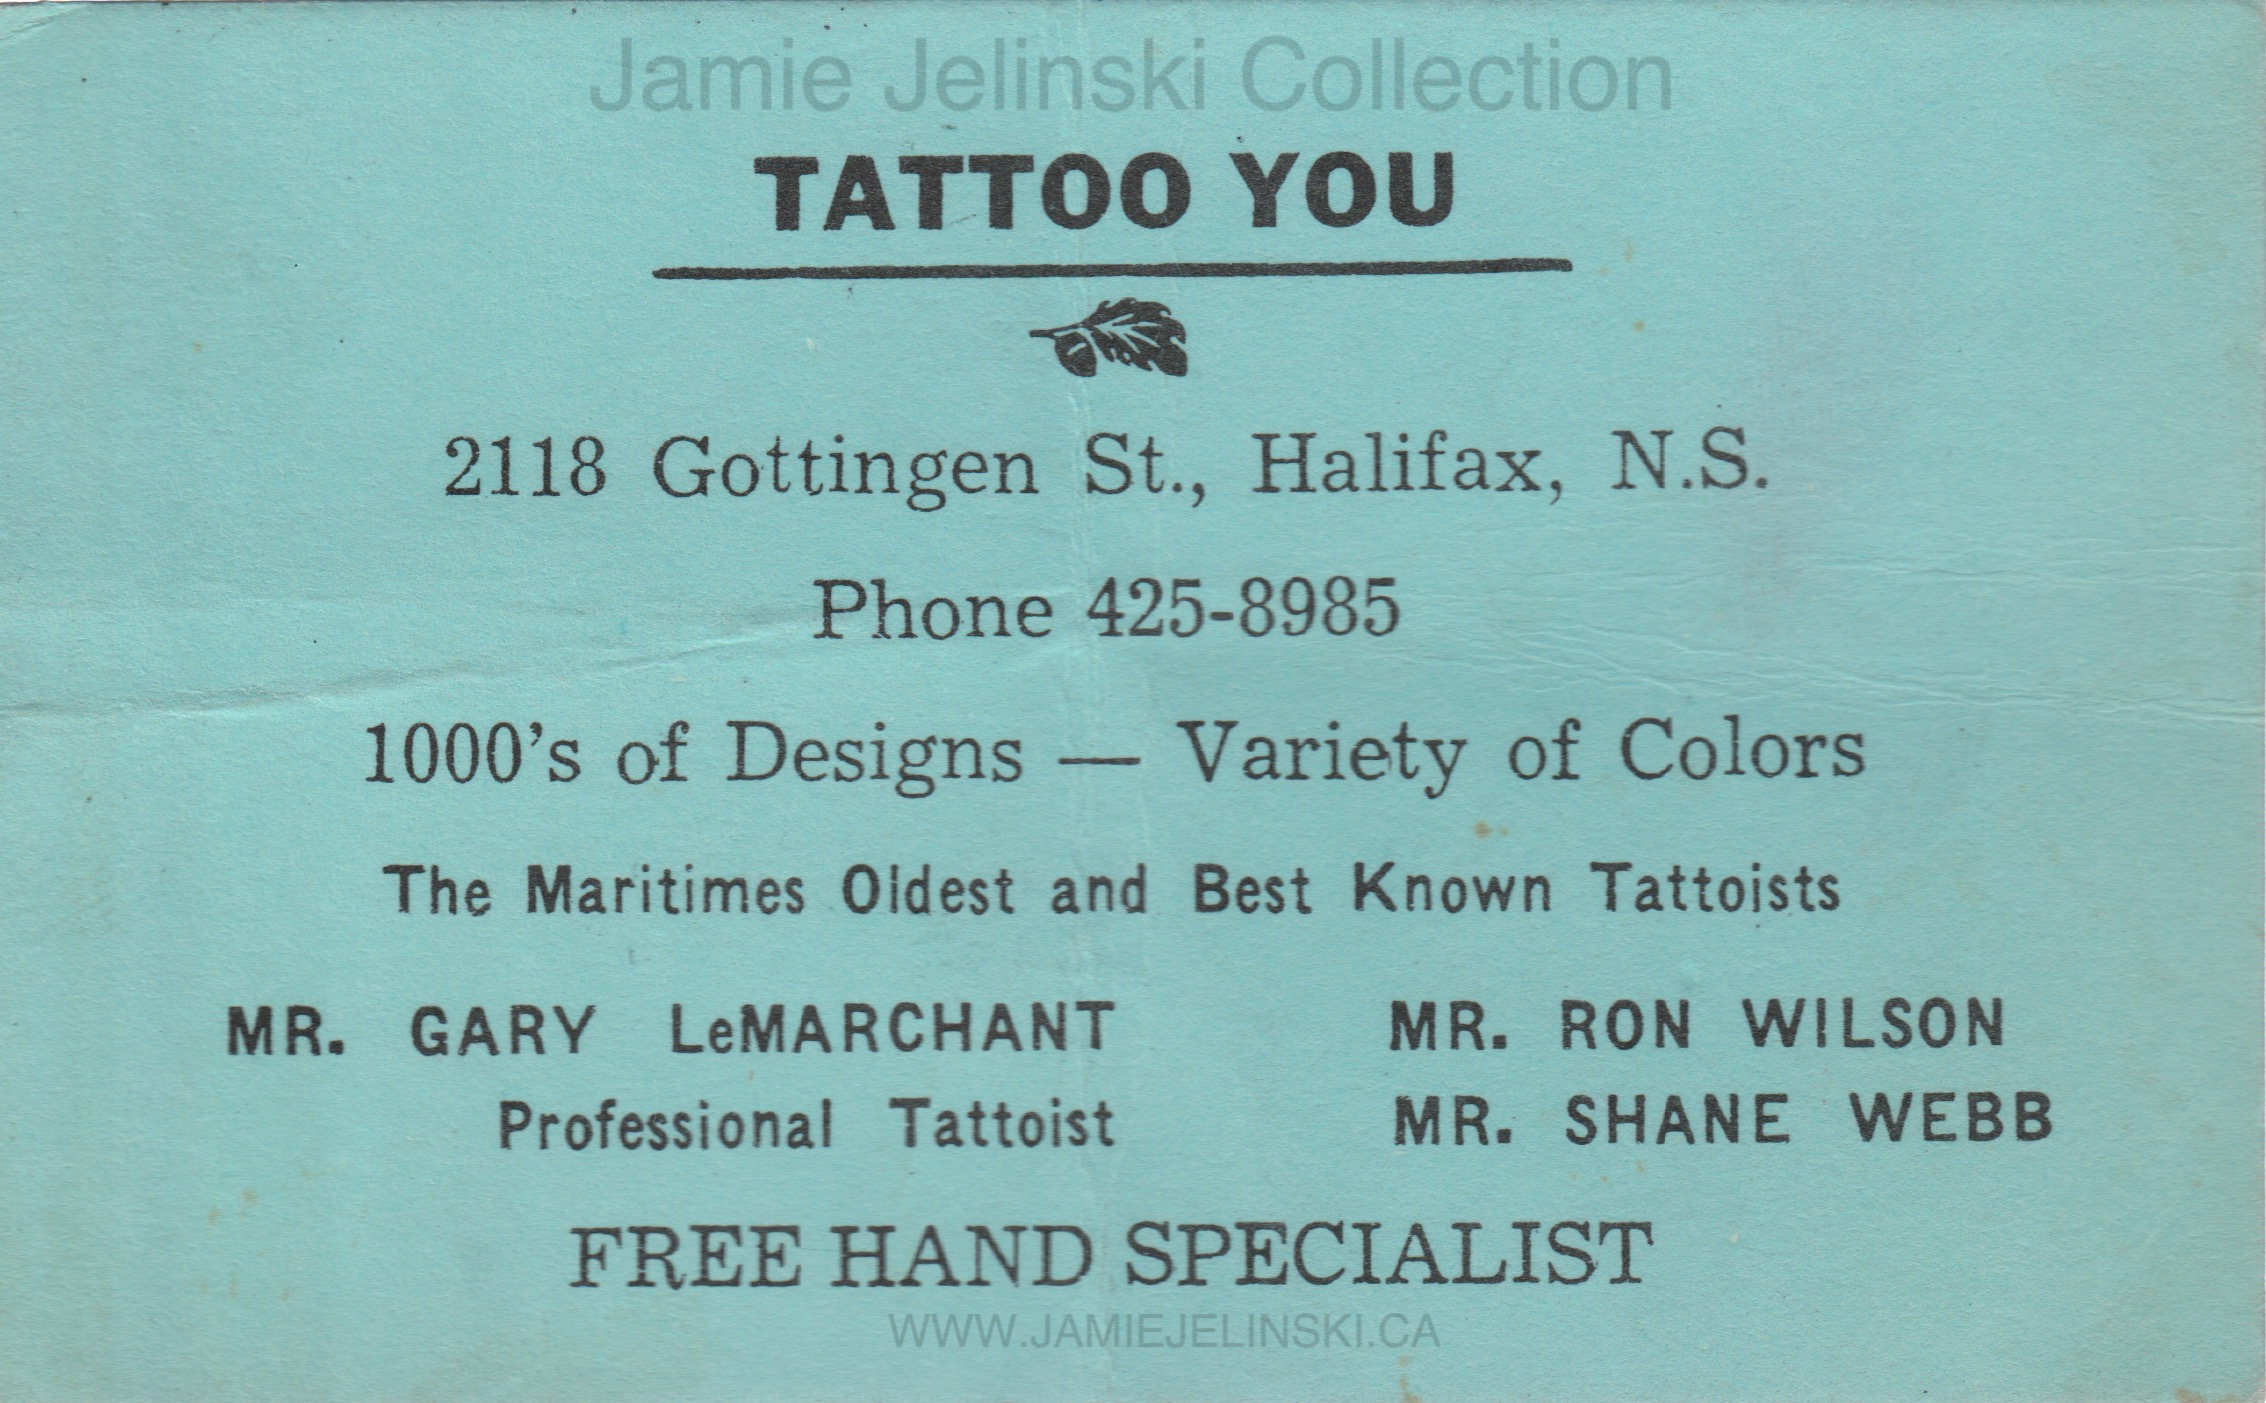 Jamie Jelinski Collection
TATTOO YOU
2118 Gottingen St., Halifax, N.S.
Phone 425-8985
1000's of Designs — Variety of Colors
The Maritimes Oldest and Best Known Tattoists
MR. GARY LeMARCHANT MR. RON WILSON
Professional Tattoist MR. SHANE WEBB
FREE HAND SPECIALIST
WWW.JAMIEJELINSKI.CA